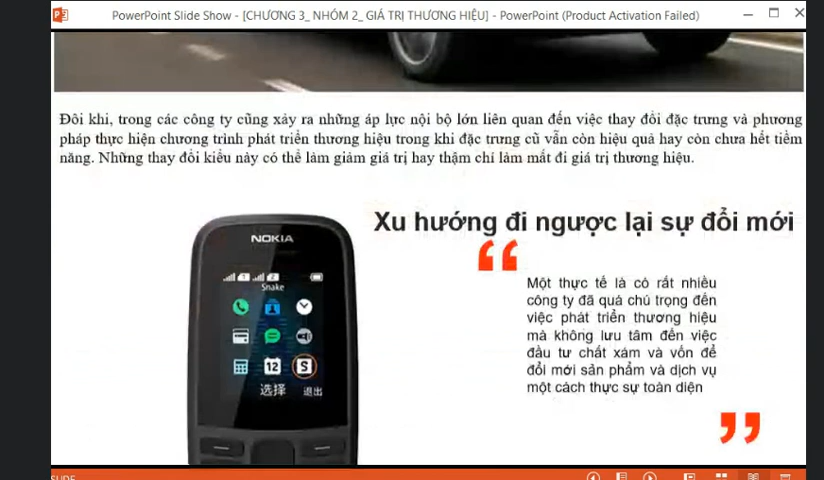 PowerPoint Slide Show - [CHƯƠNG 3_ NHÓM 2_ GIÁ TRỊ THƯƠNG HIỆU] - PowerPoint (Product Activation Failed)
Đôi khi, trong các công ty cũng xảy ra những áp lực nội bộ lớn liên quan đến việc thay đổi đặc trưng và phương
pháp thực hiện chương trình phát triển thương hiệu trong khi đặc trưng cũ vẫn còn hiệu quả hay còn chưa hết tiềm
năng. Những thay đổi kiểu này có thể làm giảm giá trị hay thậm chí làm mất đi giá trị thương hiệu.
Xu hướng đi ngược lại sự đổi mới
“
Một thực tế là có rất nhiều
công ty đã quá chú trọng đến
việc phát triển thương hiệu
mà không lưu tâm đến việc
đầu tư chất xám và vốn để
đổi mới sản phẩm và dịch vụ
một cách thực sự toàn diện
”
NOKIA
1 2
Snake
12 S
选择 退出